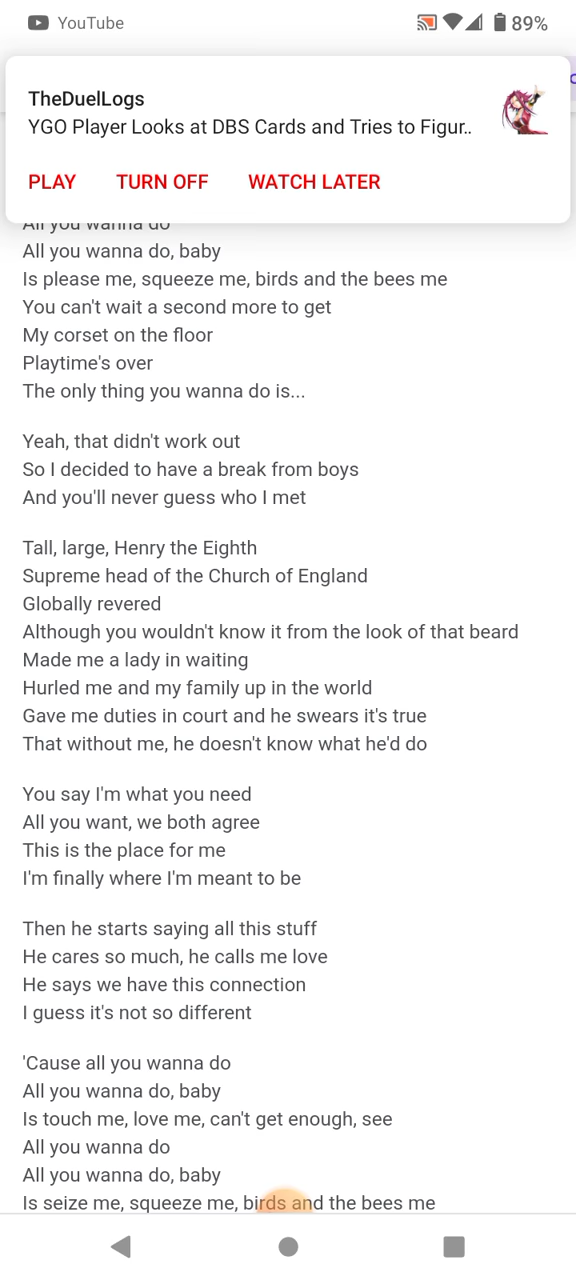 YouTube
89%
TheDuelLogs
YGO Player Looks at DBS Cards and Tries to Figur..
PLAY TURN OFF WATCH LATER
All you wanna do
All you wanna do, baby
Is please me, squeeze me, birds and the bees me
You can't wait a second more to get
My corset on the floor
Playtime's over
The only thing you wanna do is...
Yeah, that didn't work out
So I decided to have a break from boys
And you'll never guess who I met
Tall, large, Henry the Eighth
Supreme head of the Church of England
Globally revered
Although you wouldn't know it from the look of that beard
Made me a lady in waiting
Hurled me and my family up in the world
Gave me duties in court and he swears it's true
That without me, he doesn't know what he'd do
You say I'm what you need
All you want, we both agree
This is the place for me
I'm finally where I'm meant to be
Then he starts saying all this stuff
He cares so much, he calls me love
He says we have this connection
I guess it's not so different
'Cause all you wanna do
All you wanna do, baby
Is touch me, love me, can't get enough, see
All you wanna do
All you wanna do, baby
Is seize me, squeeze me, birds and the bees me